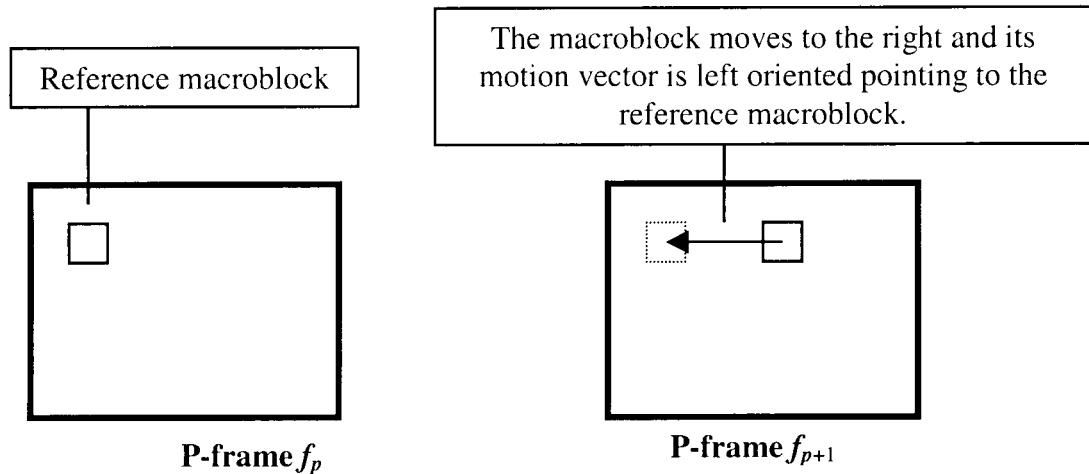 Reference macroblock
The macroblock moves to the right and its
motion vector is left oriented pointing to the
reference macroblock.
P-frame fp
P-frame fp+1